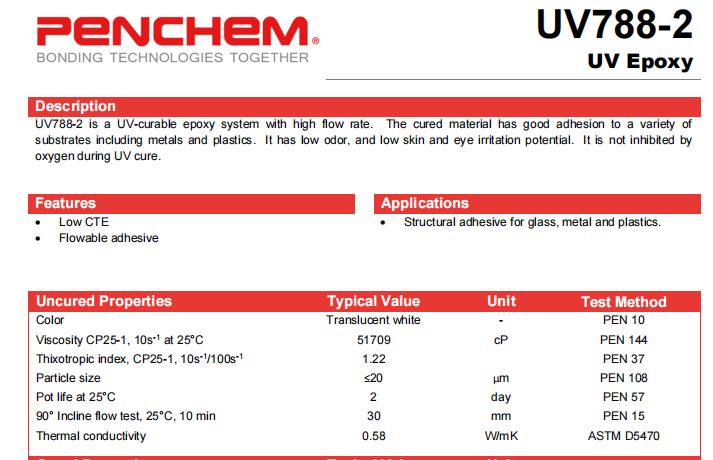 PENCHEM®
BONDING TECHNOLOGIES TOGETHER
UV788-2
UV Epoxy
Description
UV788-2 is a UV-curable epoxy system with high flow rate. The cured material has good adhesion to a variety of
substrates including metals and plastics. It has low odor, and low skin and eye irritation potential. It is not inhibited by
oxygen during UV cure.
Features
• Low CTE
• Flowable adhesive
Applications
• Structural adhesive for glass, metal and plastics.
Uncured Properties Typical Value Unit Test Method
Color Translucent white - PEN 10
Viscosity CP25-1, 10s⁻¹ at 25°C 51709 cP PEN 144
Thixotropic index, CP25-1, 10s⁻¹/100s⁻¹ 1.22 PEN 37
Particle size ≤20 μm PEN 108
Pot life at 25°C 2 day PEN 57
90° Incline flow test, 25°C, 10 min 30 mm PEN 15
Thermal conductivity 0.58 W/mK ASTM D5470